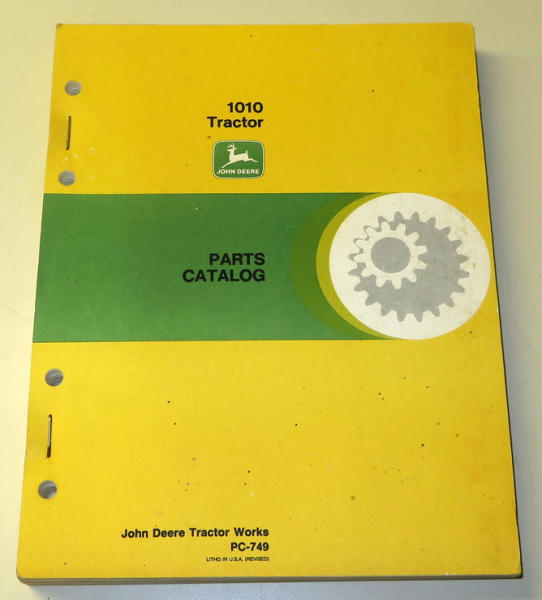 1010
Tractor
JOHN DEERE
PARTS
CATALOG
John Deere Tractor Works
PC-749
LITHO IN U.S.A. (REVISED)